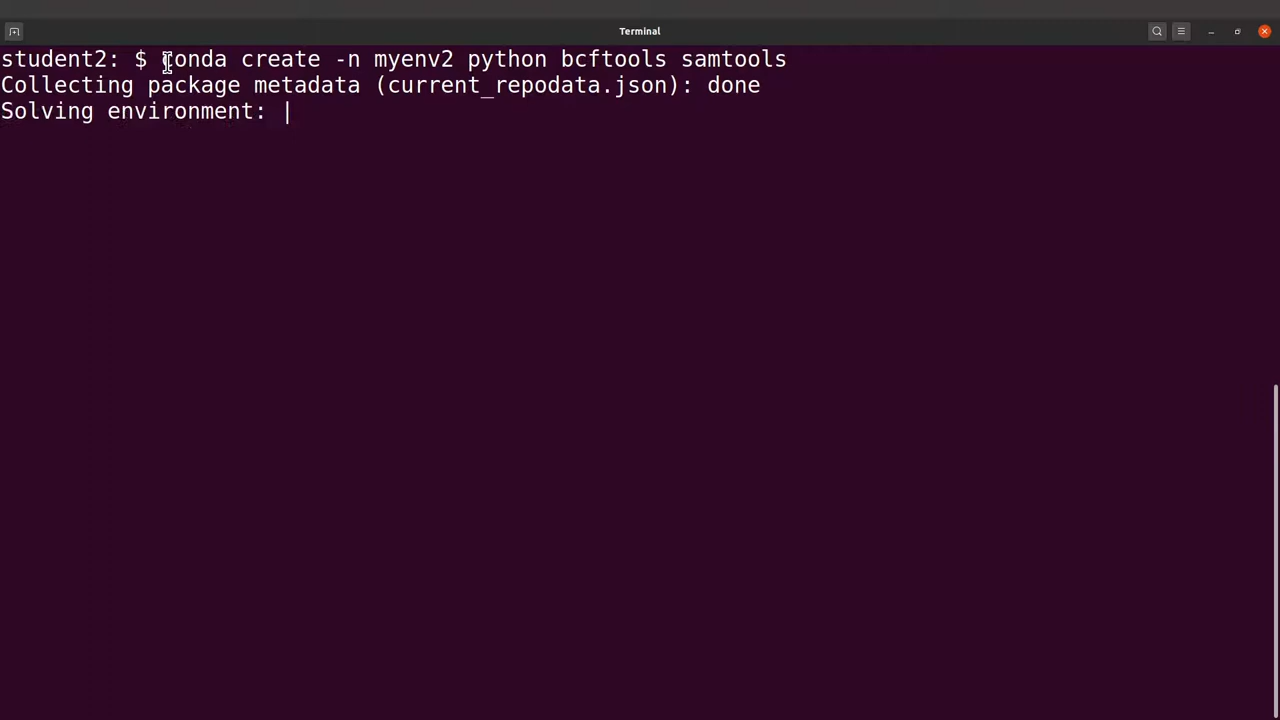 Terminal
student2: $ conda create -n myenv2 python bcftools samtools
Collecting package metadata (current_repodata.json): done
Solving environment: |